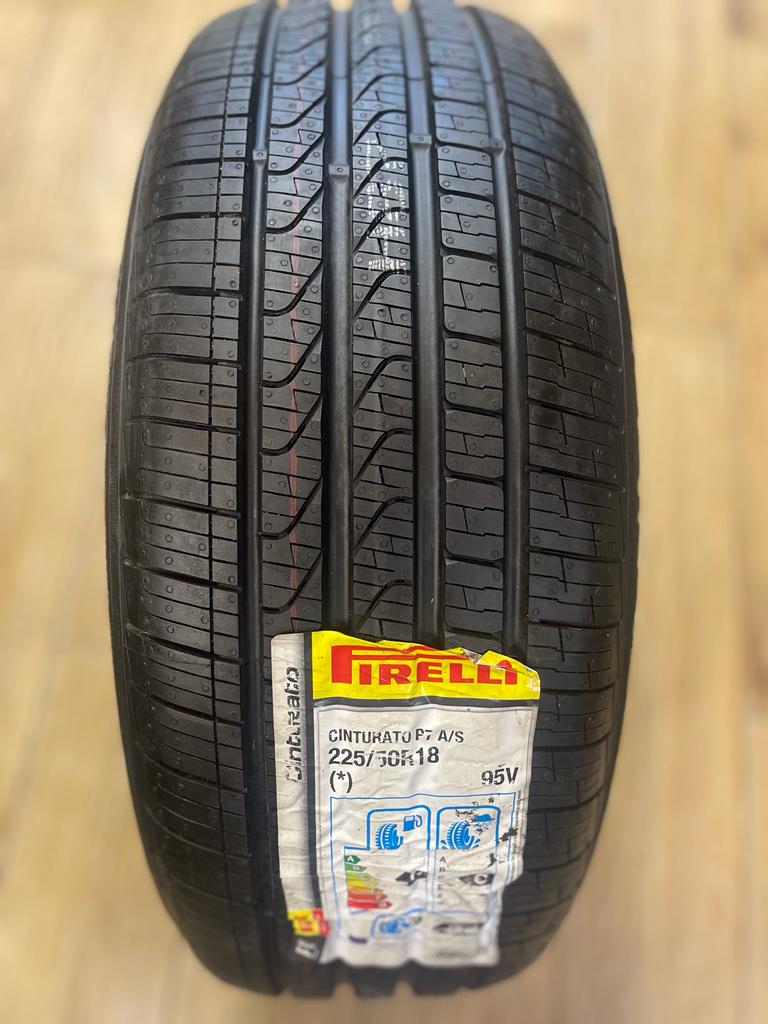 PIRELLI
cinturato
CINTURATO P7 A/S
225/50R18
(*) 95V
A
C